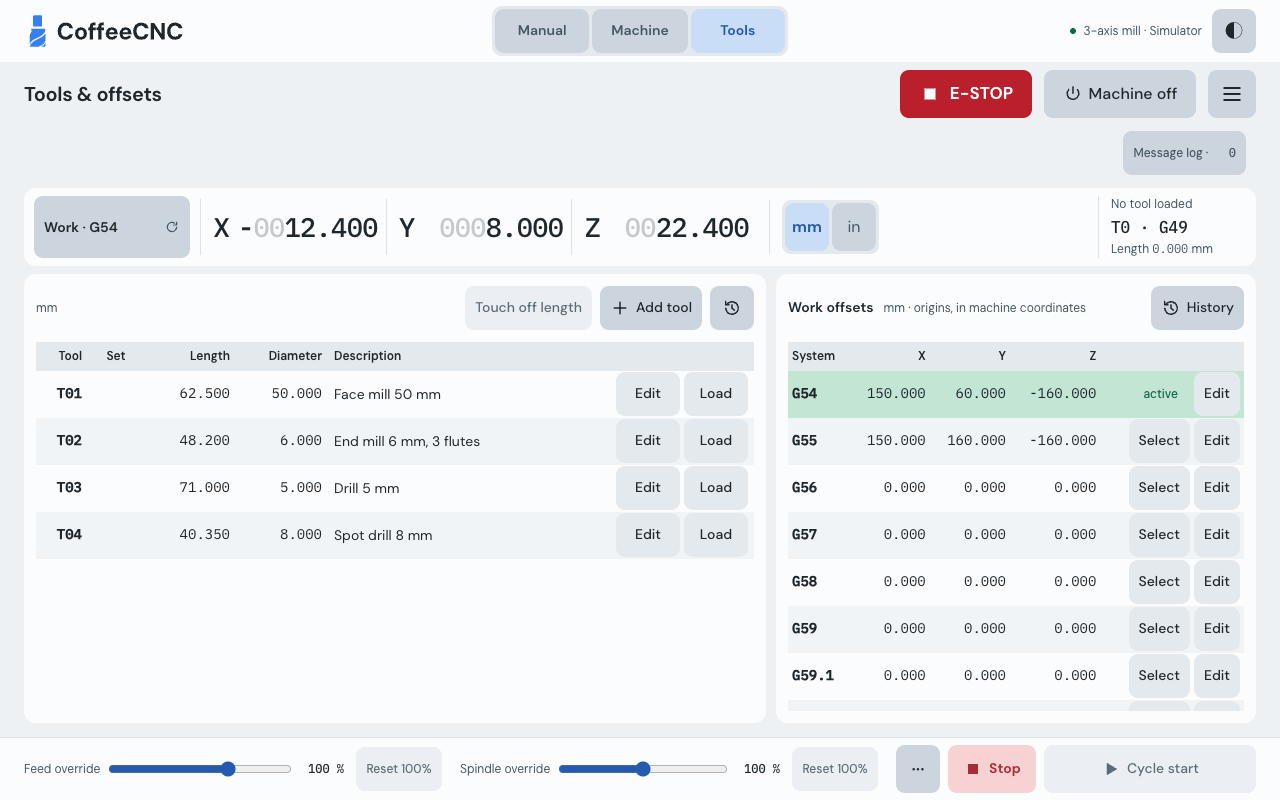 CoffeeCNC
Manual
Machine
Tools
3-axis mill · Simulator
Tools & offsets
E-STOP
Machine off
Message log · 0
Work · G54
X -0012.400
Y 0008.000
Z 0022.400
mm
in
No tool loaded
T0 · G49
Length 0.000 mm
mm
Touch off length
Add tool
Tool Set Length Diameter Description
T01 62.500 50.000 Face mill 50 mm Edit Load
T02 48.200 6.000 End mill 6 mm, 3 flutes Edit Load
T03 71.000 5.000 Drill 5 mm Edit Load
T04 40.350 8.000 Spot drill 8 mm Edit Load
Work offsets mm · origins, in machine coordinates
History
System X Y Z
G54 150.000 60.000 -160.000 active Edit
G55 150.000 160.000 -160.000 Select Edit
G56 0.000 0.000 0.000 Select Edit
G57 0.000 0.000 0.000 Select Edit
G58 0.000 0.000 0.000 Select Edit
G59 0.000 0.000 0.000 Select Edit
G59.1 0.000 0.000 0.000 Select Edit
Feed override 100 % Reset 100%
Spindle override 100 % Reset 100%
...
Stop
Cycle start